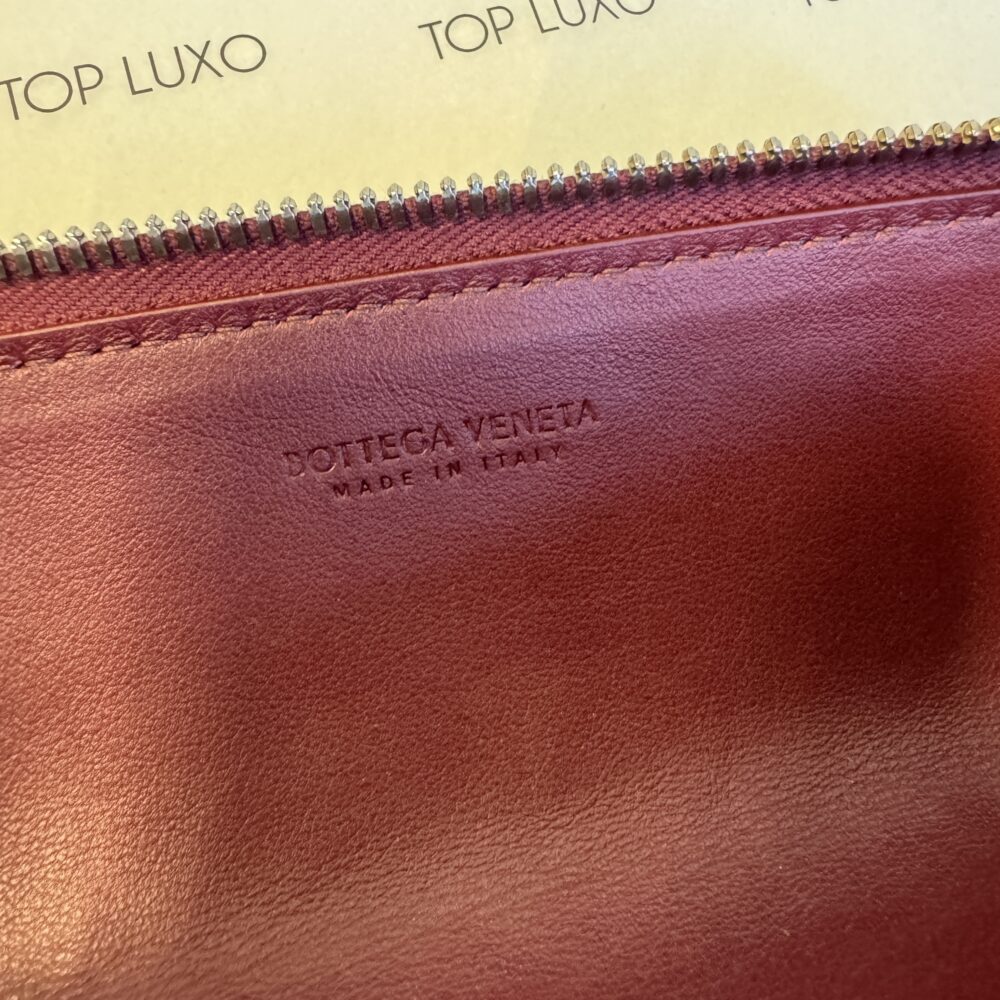 TOP LUXO
TOP LUXO
BOTTEGA VENETA
MADE IN ITALY